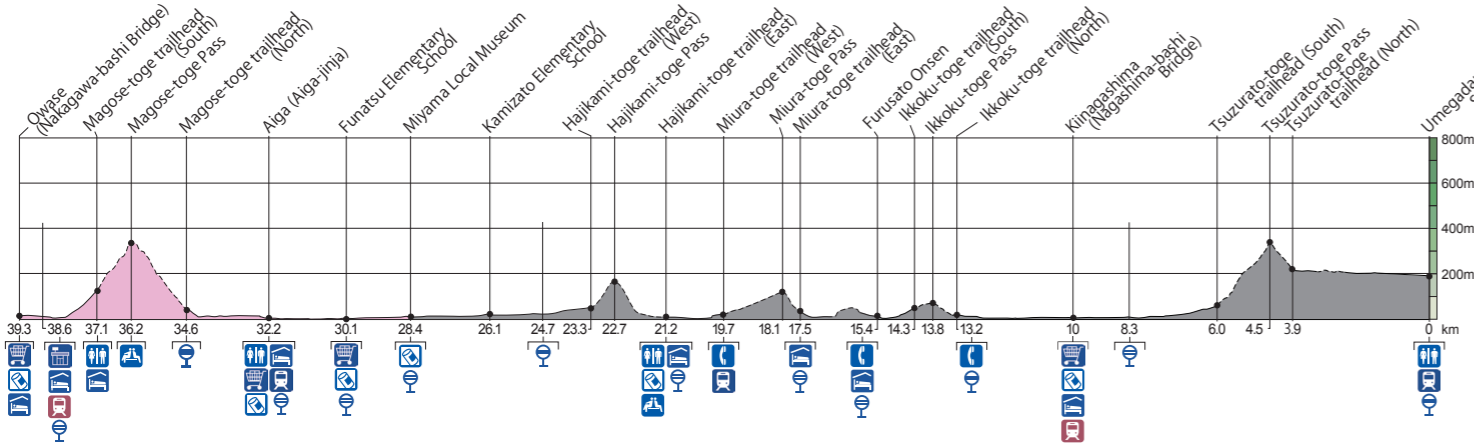 Owase
(Nakagawa-bashi Bridge)
Magose-toge trailhead
(South)
Magose-toge Pass
Magose-toge trailhead
(North)
Aiga (Aiga-jinja)
Funatsu Elementary
School
Miyama Local Museum
Kamizato Elementary
School
Hajikami-toge trailhead
(West)
Hajikami-toge Pass
Hajikami-toge trailhead
(East)
Miura-toge trailhead
(West)
Miura-toge Pass
Miura-toge trailhead
(East)
Furusato Onsen
Ikkoku-toge trailhead
(South)
Ikkoku-toge Pass
Ikkoku-toge trailhead
(North)
Kiinagashima
(Nagashima-bashi
Bridge)
Tsuzurato-toge
trailhead (South)
Tsuzurato-toge Pass
Tsuzurato-toge
trailhead (North)
Umegada
800m
600m
400m
200m
39.3 38.6 37.1 36.2 34.6 32.2 30.1 28.4 26.1 24.7 23.3 22.7 21.2 19.7 18.1 17.5 15.4 14.3 13.8 13.2 10 8.3 6.0 4.5 3.9 0 km